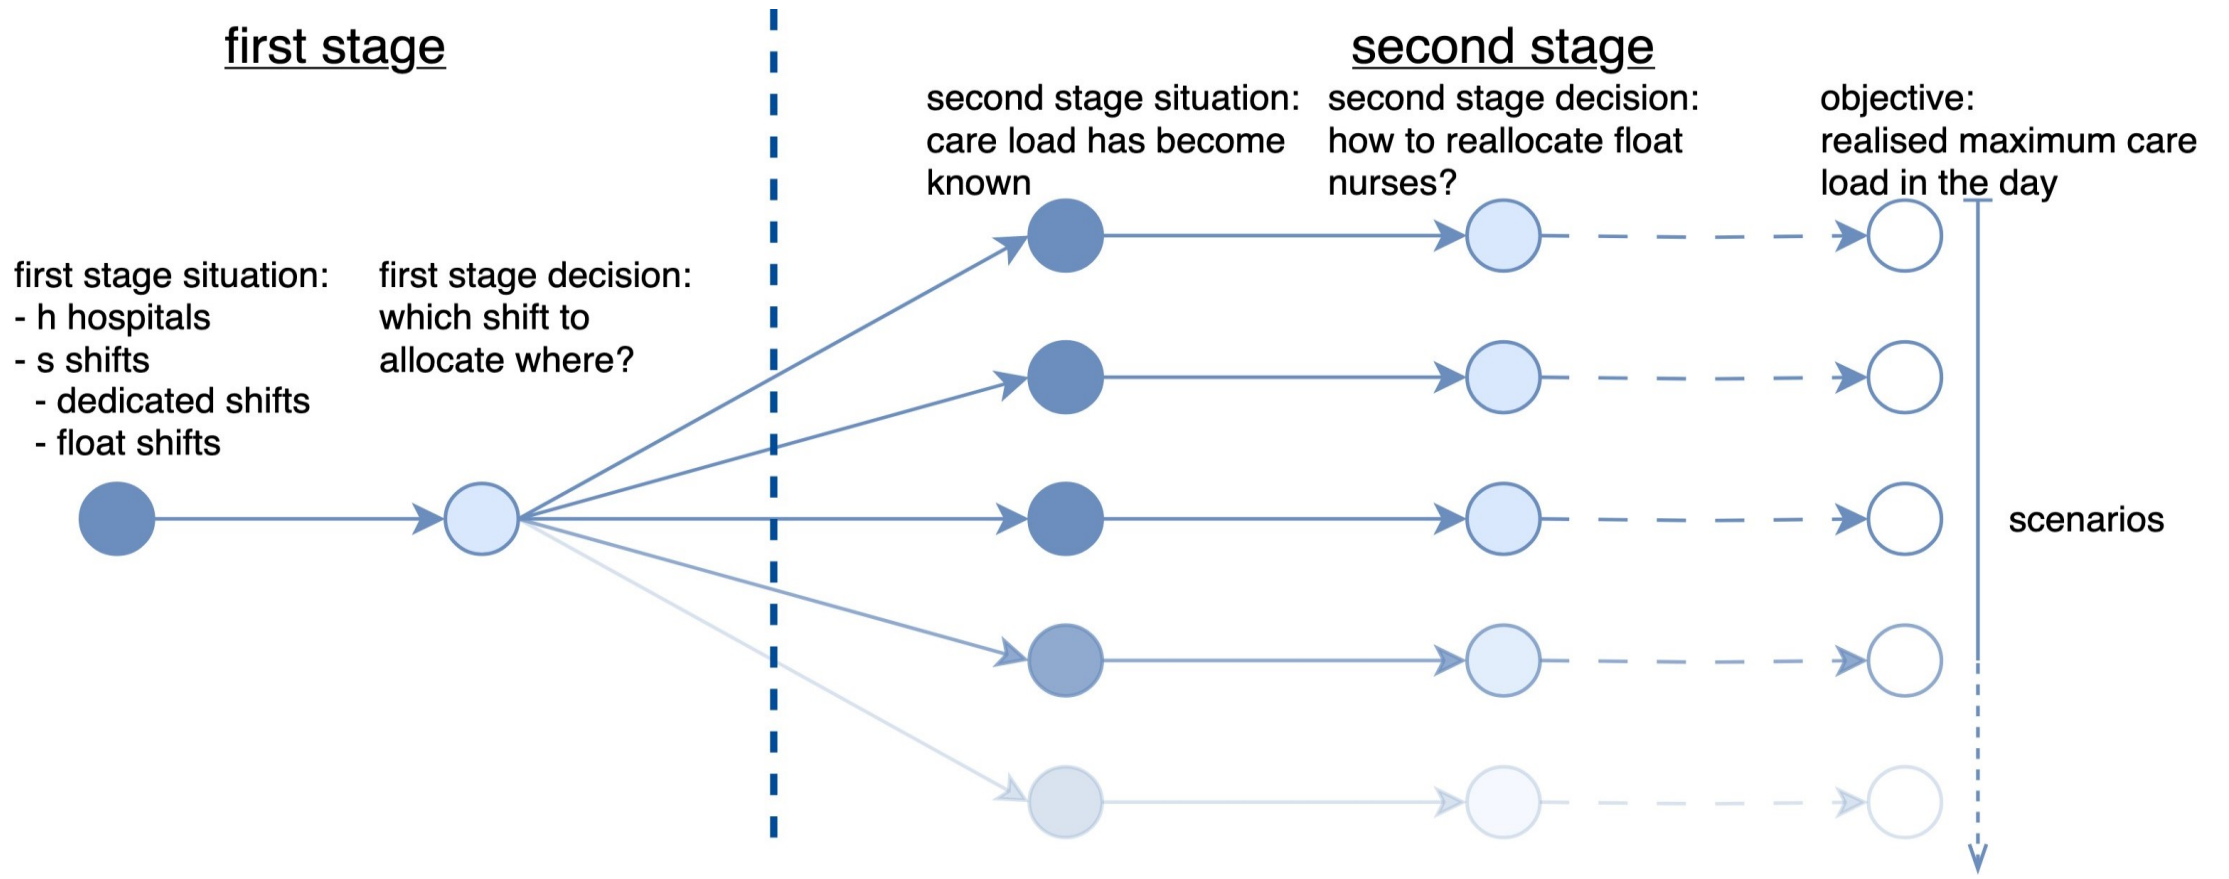 first stage
second stage
first stage situation:
- h hospitals
- s shifts
- dedicated shifts
- float shifts
first stage decision:
which shift to
allocate where?
second stage situation:
care load has become
known
second stage decision:
how to reallocate float
nurses?
objective:
realised maximum care
load in the day
scenarios